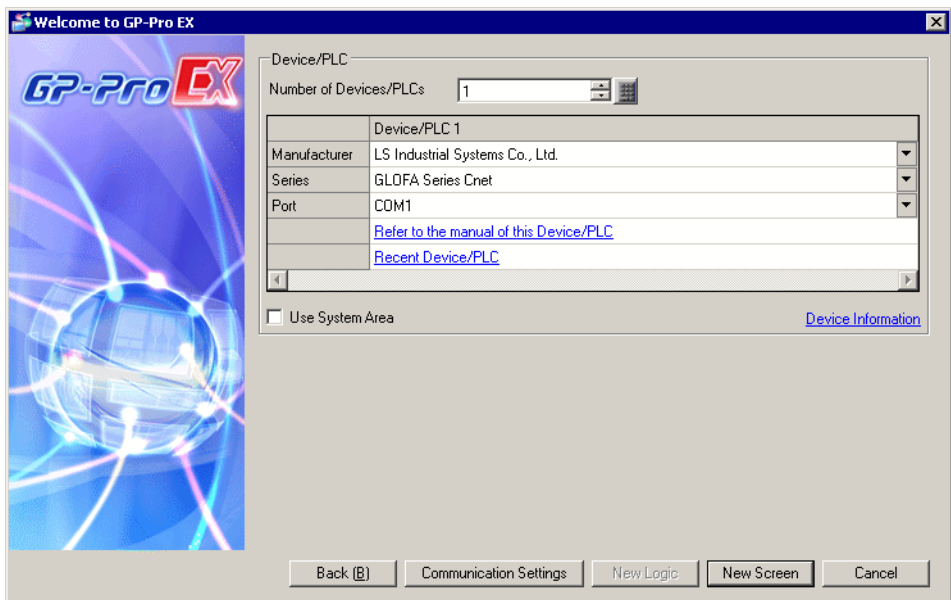 Welcome to GP-Pro EX
GP-Pro EX
Device/PLC
Number of Devices/PLCs 1
Device/PLC 1
Manufacturer LS Industrial Systems Co., Ltd.
Series GLOFA Series Cnet
Port COM1
Refer to the manual of this Device/PLC
Recent Device/PLC
Use System Area Device Information
Back (B) Communication Settings New Logic New Screen Cancel